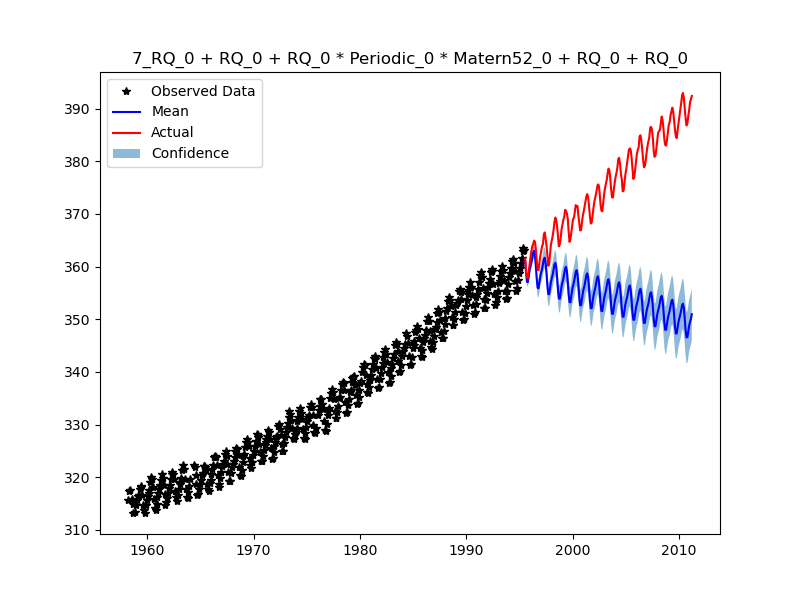 7_RQ_0 + RQ_0 + RQ_0 * Periodic_0 * Matern52_0 + RQ_0 + RQ_0
Observed Data
Mean
Actual
Confidence
390
380
370
360
350
340
330
320
310
1960 1970 1980 1990 2000 2010